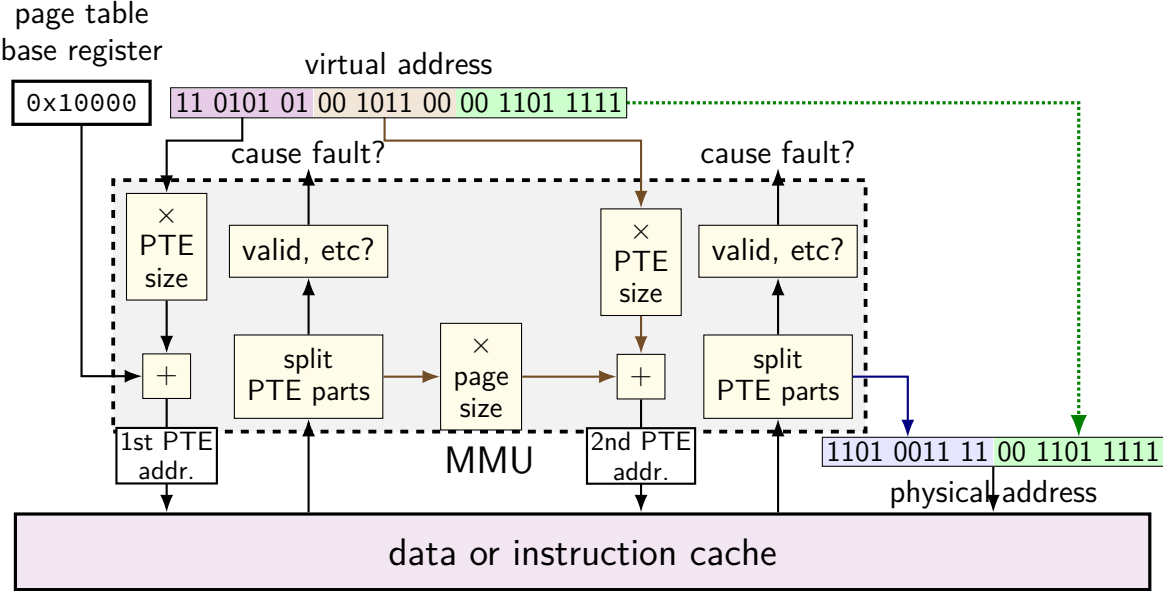 page table
base register
virtual address
0x10000
11 0101 01 00 1011 00 00 1101 1111
cause fault?
cause fault?
×
PTE
size
valid, etc?
×
PTE
size
valid, etc?
+
split
PTE parts
×
page
size
+
split
PTE parts
1st PTE
addr.
MMU
2nd PTE
addr.
1101 0011 11 00 1101 1111
physical address
data or instruction cache